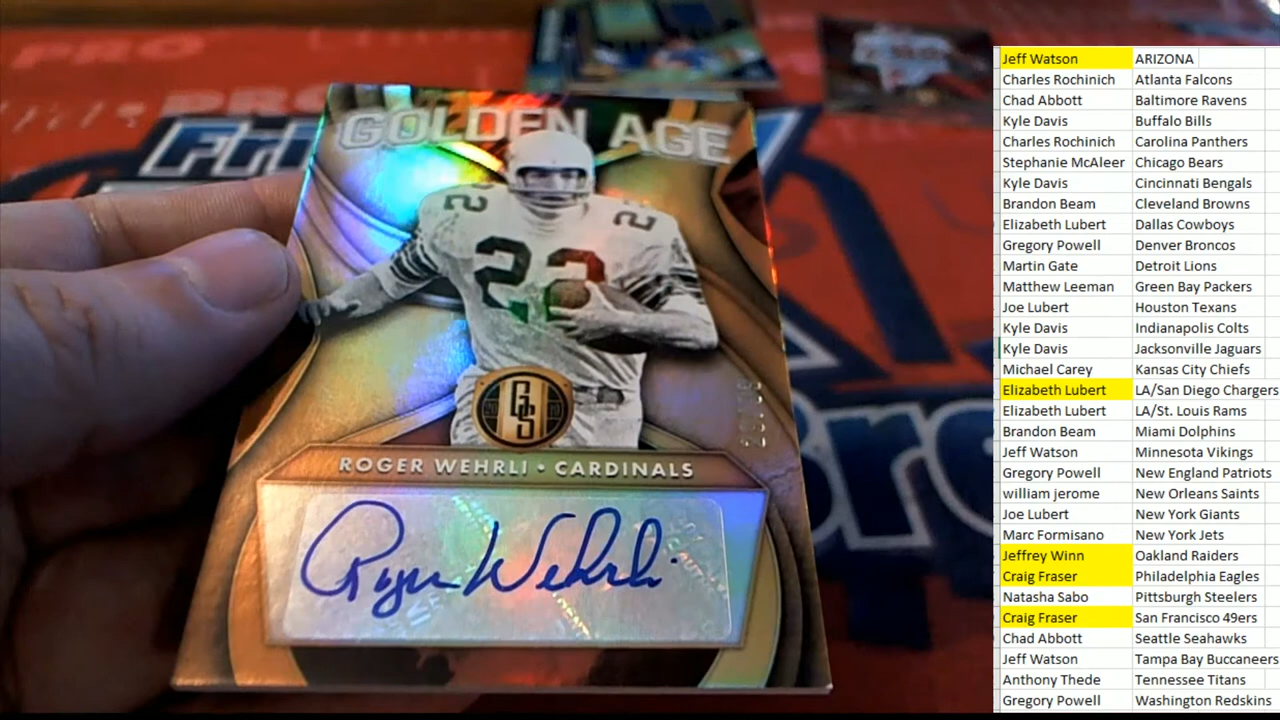 PRO
GOLDEN AGE
22
22
22
GS
ROGER WEHRLI • CARDINALS
Roger Wehrli
Jeff Watson ARIZONA
Charles Rochinich Atlanta Falcons
Chad Abbott Baltimore Ravens
Kyle Davis Buffalo Bills
Charles Rochinich Carolina Panthers
Stephanie McAleer Chicago Bears
Kyle Davis Cincinnati Bengals
Brandon Beam Cleveland Browns
Elizabeth Lubert Dallas Cowboys
Gregory Powell Denver Broncos
Martin Gate Detroit Lions
Matthew Leeman Green Bay Packers
Joe Lubert Houston Texans
Kyle Davis Indianapolis Colts
Kyle Davis Jacksonville Jaguars
Michael Carey Kansas City Chiefs
Elizabeth Lubert LA/San Diego Chargers
Elizabeth Lubert LA/St. Louis Rams
Brandon Beam Miami Dolphins
Jeff Watson Minnesota Vikings
Gregory Powell New England Patriots
william jerome New Orleans Saints
Joe Lubert New York Giants
Marc Formisano New York Jets
Jeffrey Winn Oakland Raiders
Craig Fraser Philadelphia Eagles
Natasha Sabo Pittsburgh Steelers
Craig Fraser San Francisco 49ers
Chad Abbott Seattle Seahawks
Jeff Watson Tampa Bay Buccaneers
Anthony Thede Tennessee Titans
Gregory Powell Washington Redskins